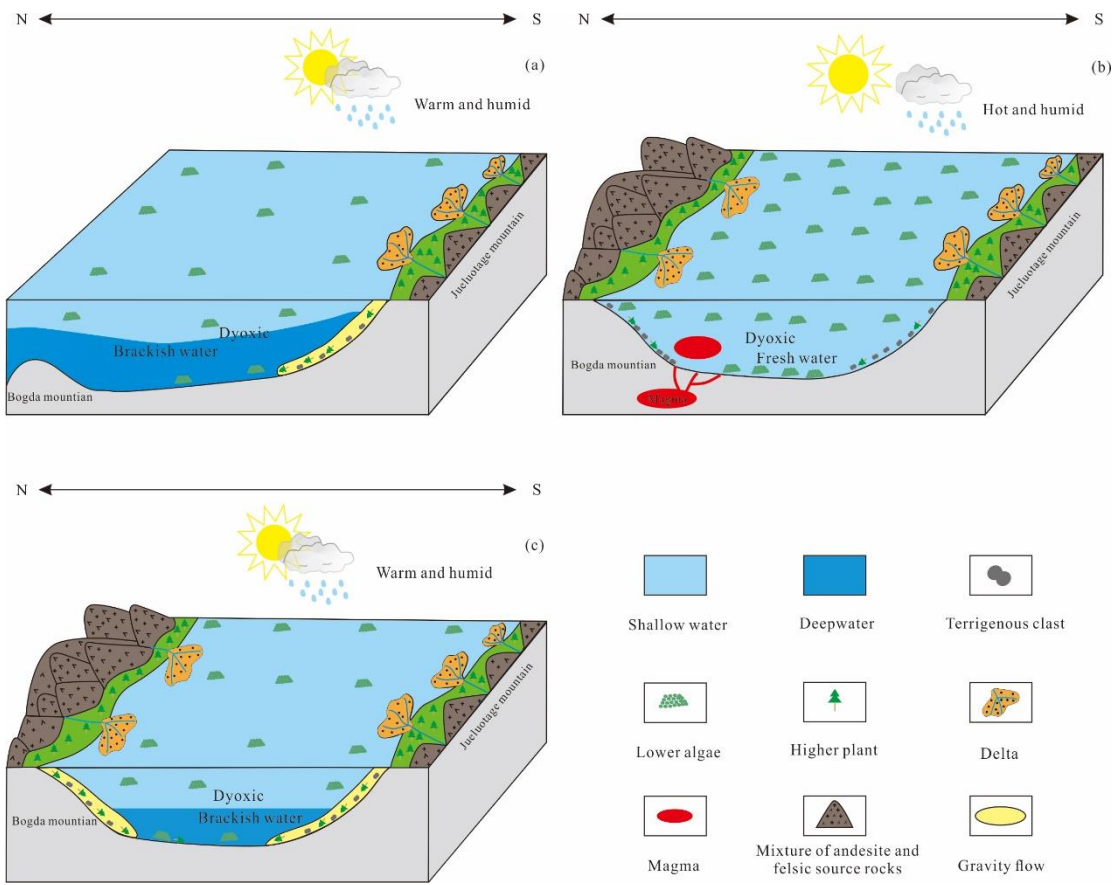 N
S
(a)
Warm and humid
Jueluotage mountain
Dyoxic
Brackish water
Bogda mountian
N
S
(b)
Hot and humid
Jueluotage mountain
Dyoxic
Fresh water
Bogda mountian
Magma
N
S
(c)
Warm and humid
Jueluotage mountain
Dyoxic
Brackish water
Bogda mountian
Shallow water
Deepwater
Terrigenous clast
Lower algae
Higher plant
Delta
Magma
Mixture of andesite and
felsic source rocks
Gravity flow